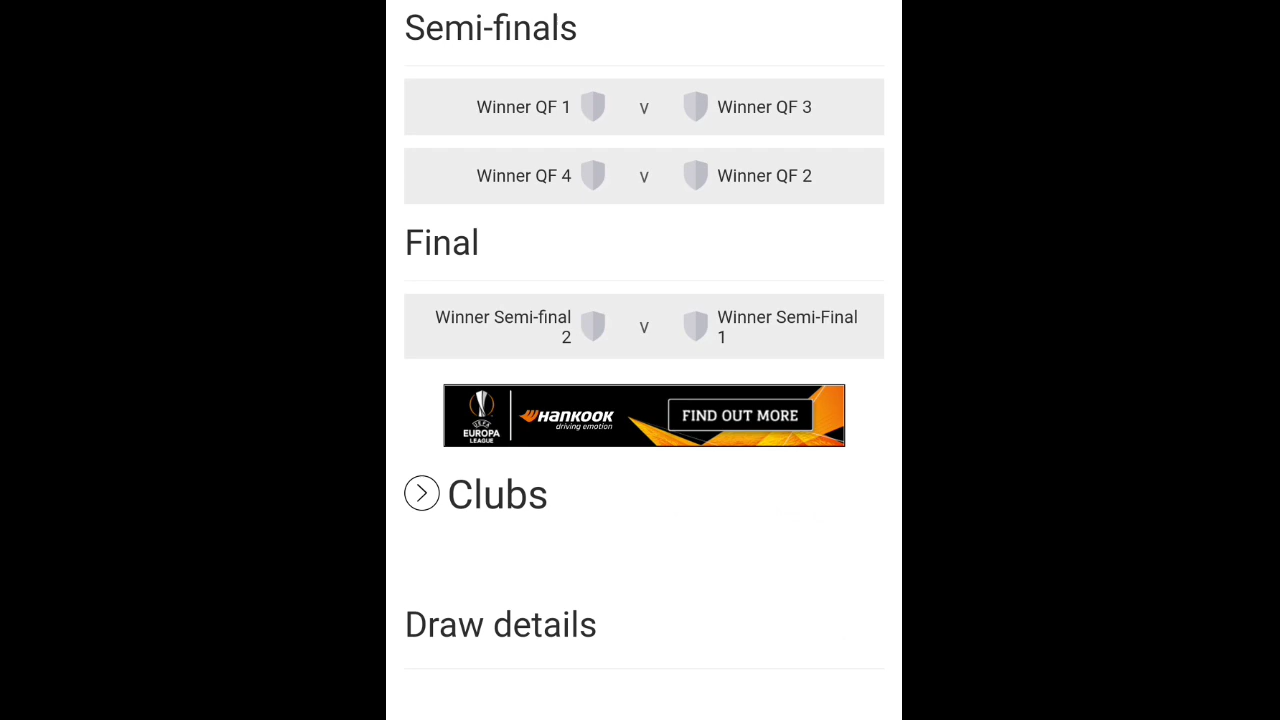 Semi-finals
Winner QF 1 v Winner QF 3
Winner QF 4 v Winner QF 2
Final
Winner Semi-final v Winner Semi-Final
2 1
UEFA
EUROPA
LEAGUE
HANKOOK
driving emotion
FIND OUT MORE
Clubs
Draw details